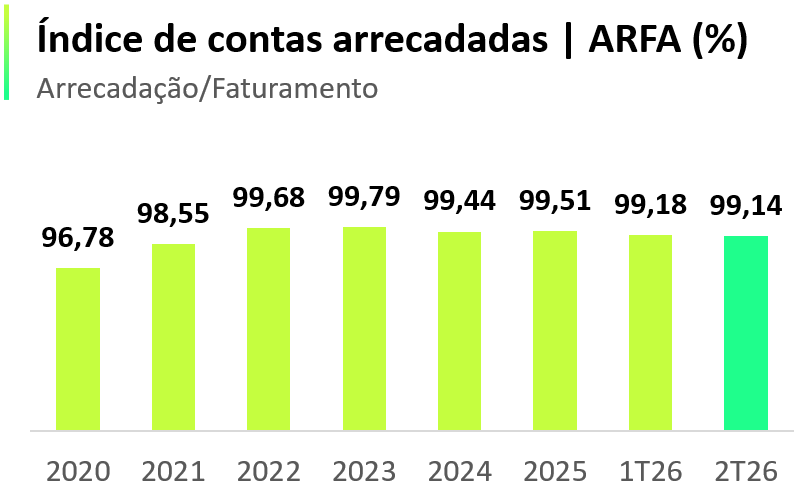 Índice de contas arrecadadas | ARFA (%)
Arrecadação/Faturamento
96,78 98,55 99,68 99,79 99,44 99,51 99,18 99,14
2020 2021 2022 2023 2024 2025 1T26 2T26